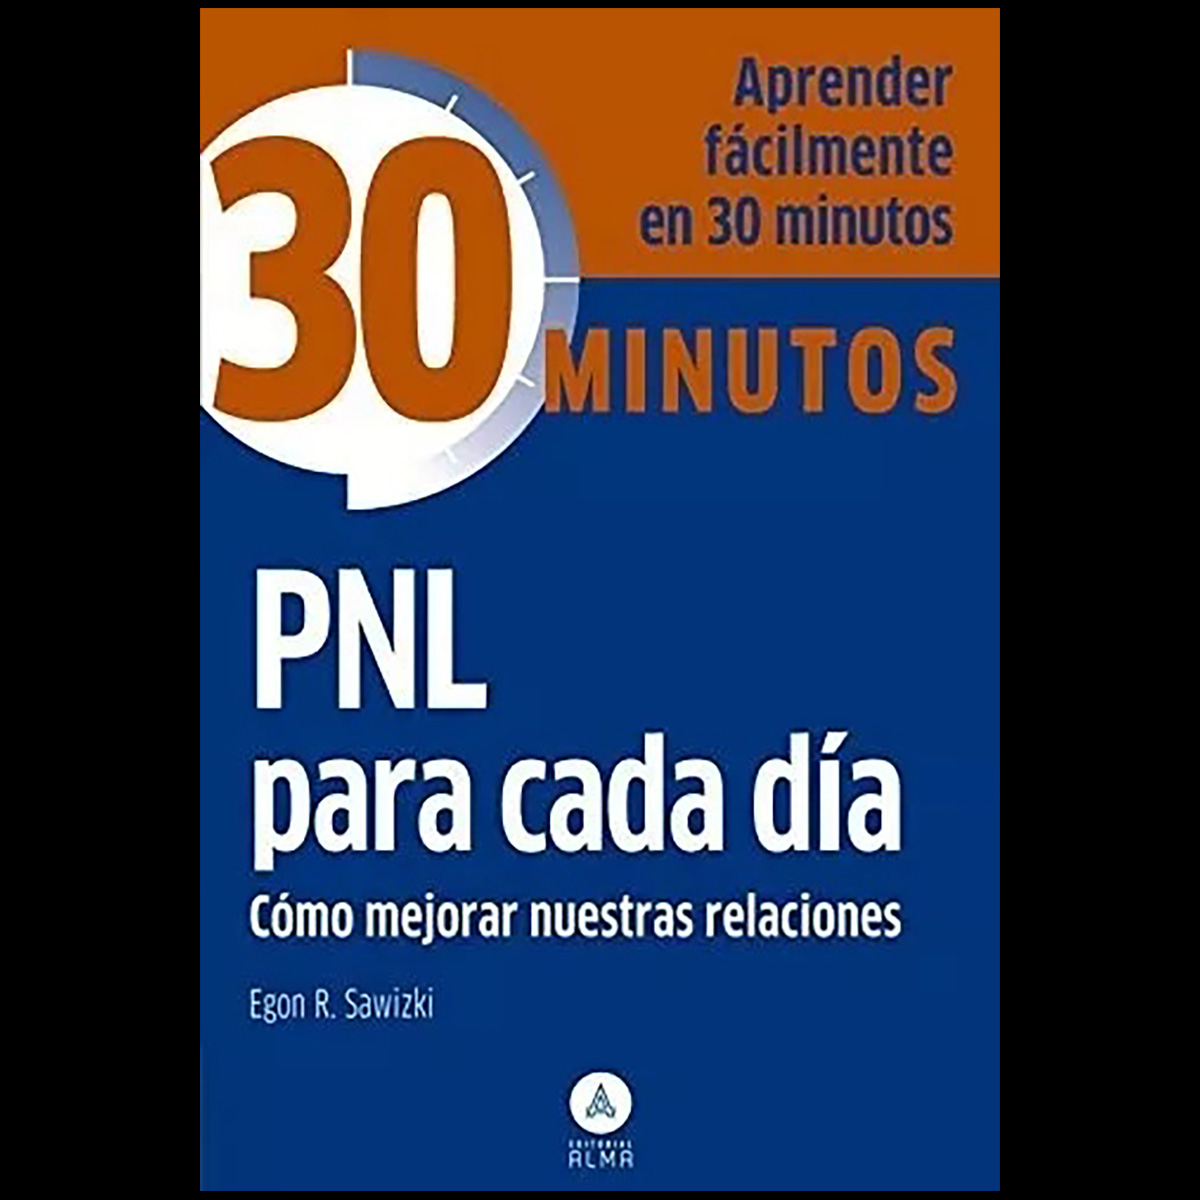 Aprender
fácilmente
en 30 minutos
30
MINUTOS
PNL
para cada día
Cómo mejorar nuestras relaciones
Egon R. Sawizki
EDITORIAL
ALMA